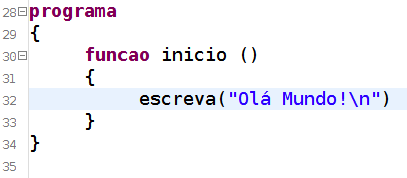 28 programa
29 {
30 funcao inicio ()
31 {
32 escreva("Olá Mundo!\n")
33 }
34 }
35